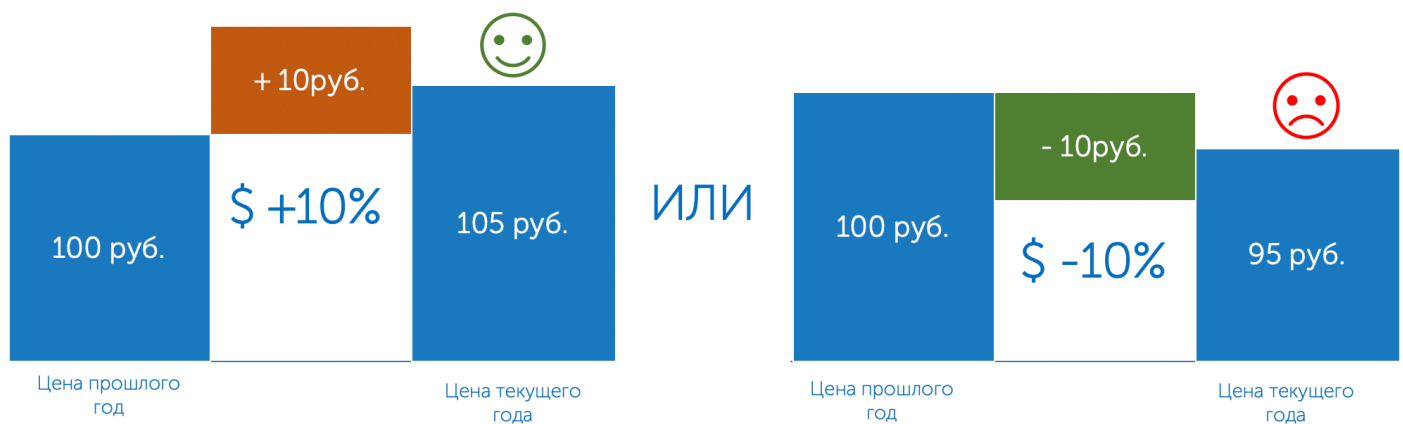 + 10руб.
$ +10%
100 руб.
105 руб.
Цена прошлого
год
Цена текущего
года
ИЛИ
- 10руб.
100 руб.
$ -10%
95 руб.
Цена прошлого
год
Цена текущего
года